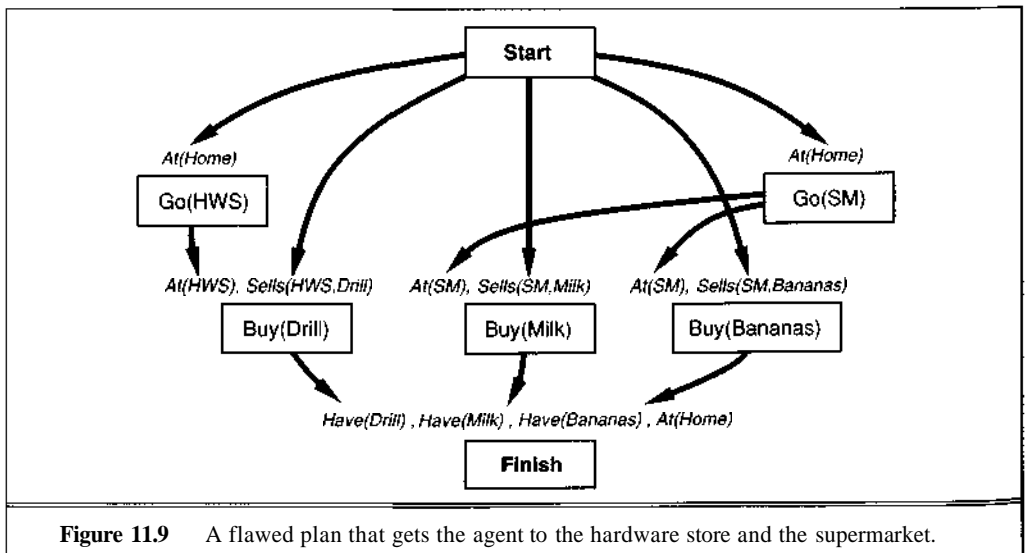 Start
At(Home)
At(Home)
Go(HWS)
Go(SM)
At(HWS), Sells(HWS,Drill)
At(SM), Sells(SM,Milk)
At(SM), Sells(SM,Bananas)
Buy(Drill)
Buy(Milk)
Buy(Bananas)
Have(Drill) , Have(Milk) , Have(Bananas) , At(Home)
Finish
Figure 11.9 A flawed plan that gets the agent to the hardware store and the supermarket.